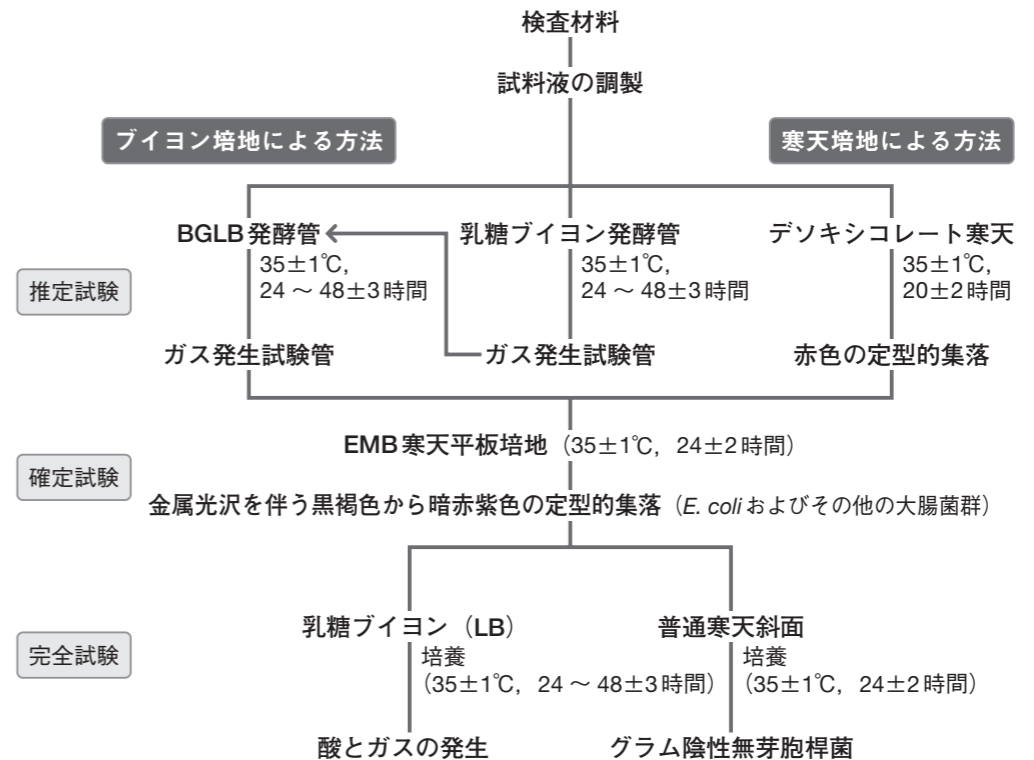 検査材料
試料液の調製
ブイヨン培地による方法
寒天培地による方法
BGLB発酵管
35±1℃,
24 ～ 48±3時間
乳糖ブイヨン発酵管
35±1℃,
24 ～ 48±3時間
デソキシコレート寒天
35±1℃,
20±2時間
推定試験
ガス発生試験管
ガス発生試験管
赤色の定型的集落
EMB寒天平板培地（35±1℃，24±2時間）
確定試験
金属光沢を伴う黒褐色から暗赤紫色の定型的集落（E. coliおよびその他の大腸菌群）
乳糖ブイヨン（LB）
培養
（35±1℃，24 ～ 48±3時間）
普通寒天斜面
培養
（35±1℃，24±2時間）
完全試験
酸とガスの発生
グラム陰性無芽胞桿菌